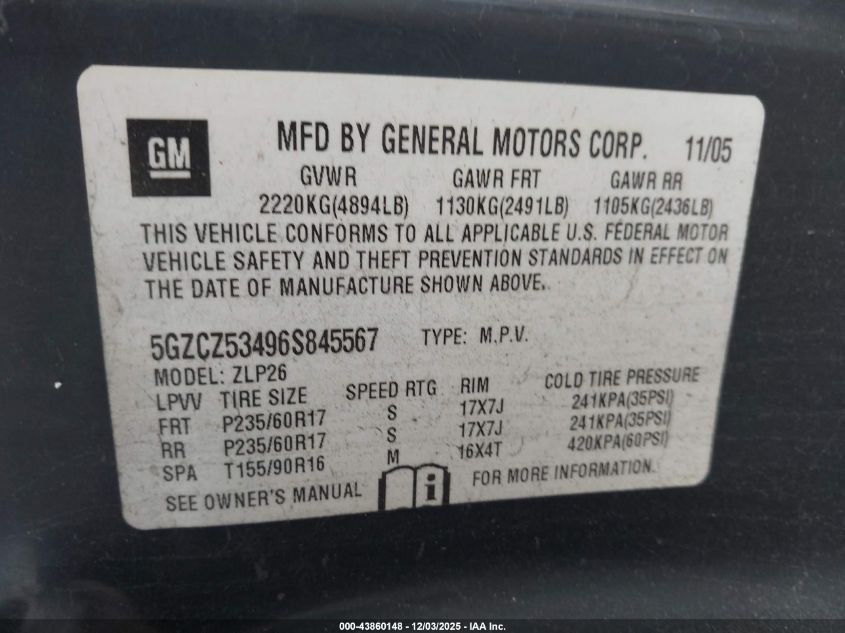 GM
MFD BY GENERAL MOTORS CORP. 11/05
GVWR GAWR FRT GAWR RR
2220KG(4894LB) 1130KG(2491LB) 1105KG(2436LB)
THIS VEHICLE CONFORMS TO ALL APPLICABLE U.S. FEDERAL MOTOR
VEHICLE SAFETY AND THEFT PREVENTION STANDARDS IN EFFECT ON
THE DATE OF MANUFACTURE SHOWN ABOVE.
5GZCZ53496S845567 TYPE: M.P.V.
MODEL: ZLP26
LPVV TIRE SIZE SPEED RTG RIM COLD TIRE PRESSURE
FRT P235/60R17 S 17X7J 241KPA(35PSI)
RR P235/60R17 S 17X7J 241KPA(35PSI)
SPA T155/90R16 M 16X4T 420KPA(60PSI)
SEE OWNER'S MANUAL i FOR MORE INFORMATION.
000-43860148 - 12/03/2025 - IAA Inc.